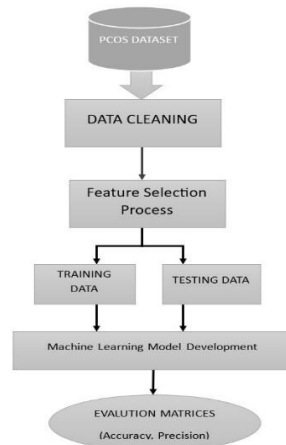 PCOS DATASET
DATA CLEANING
Feature Selection
Process
TRAINING
DATA
TESTING DATA
Machine Learning Model Development
EVALUTION MATRICES
(Accuracy, Precision)